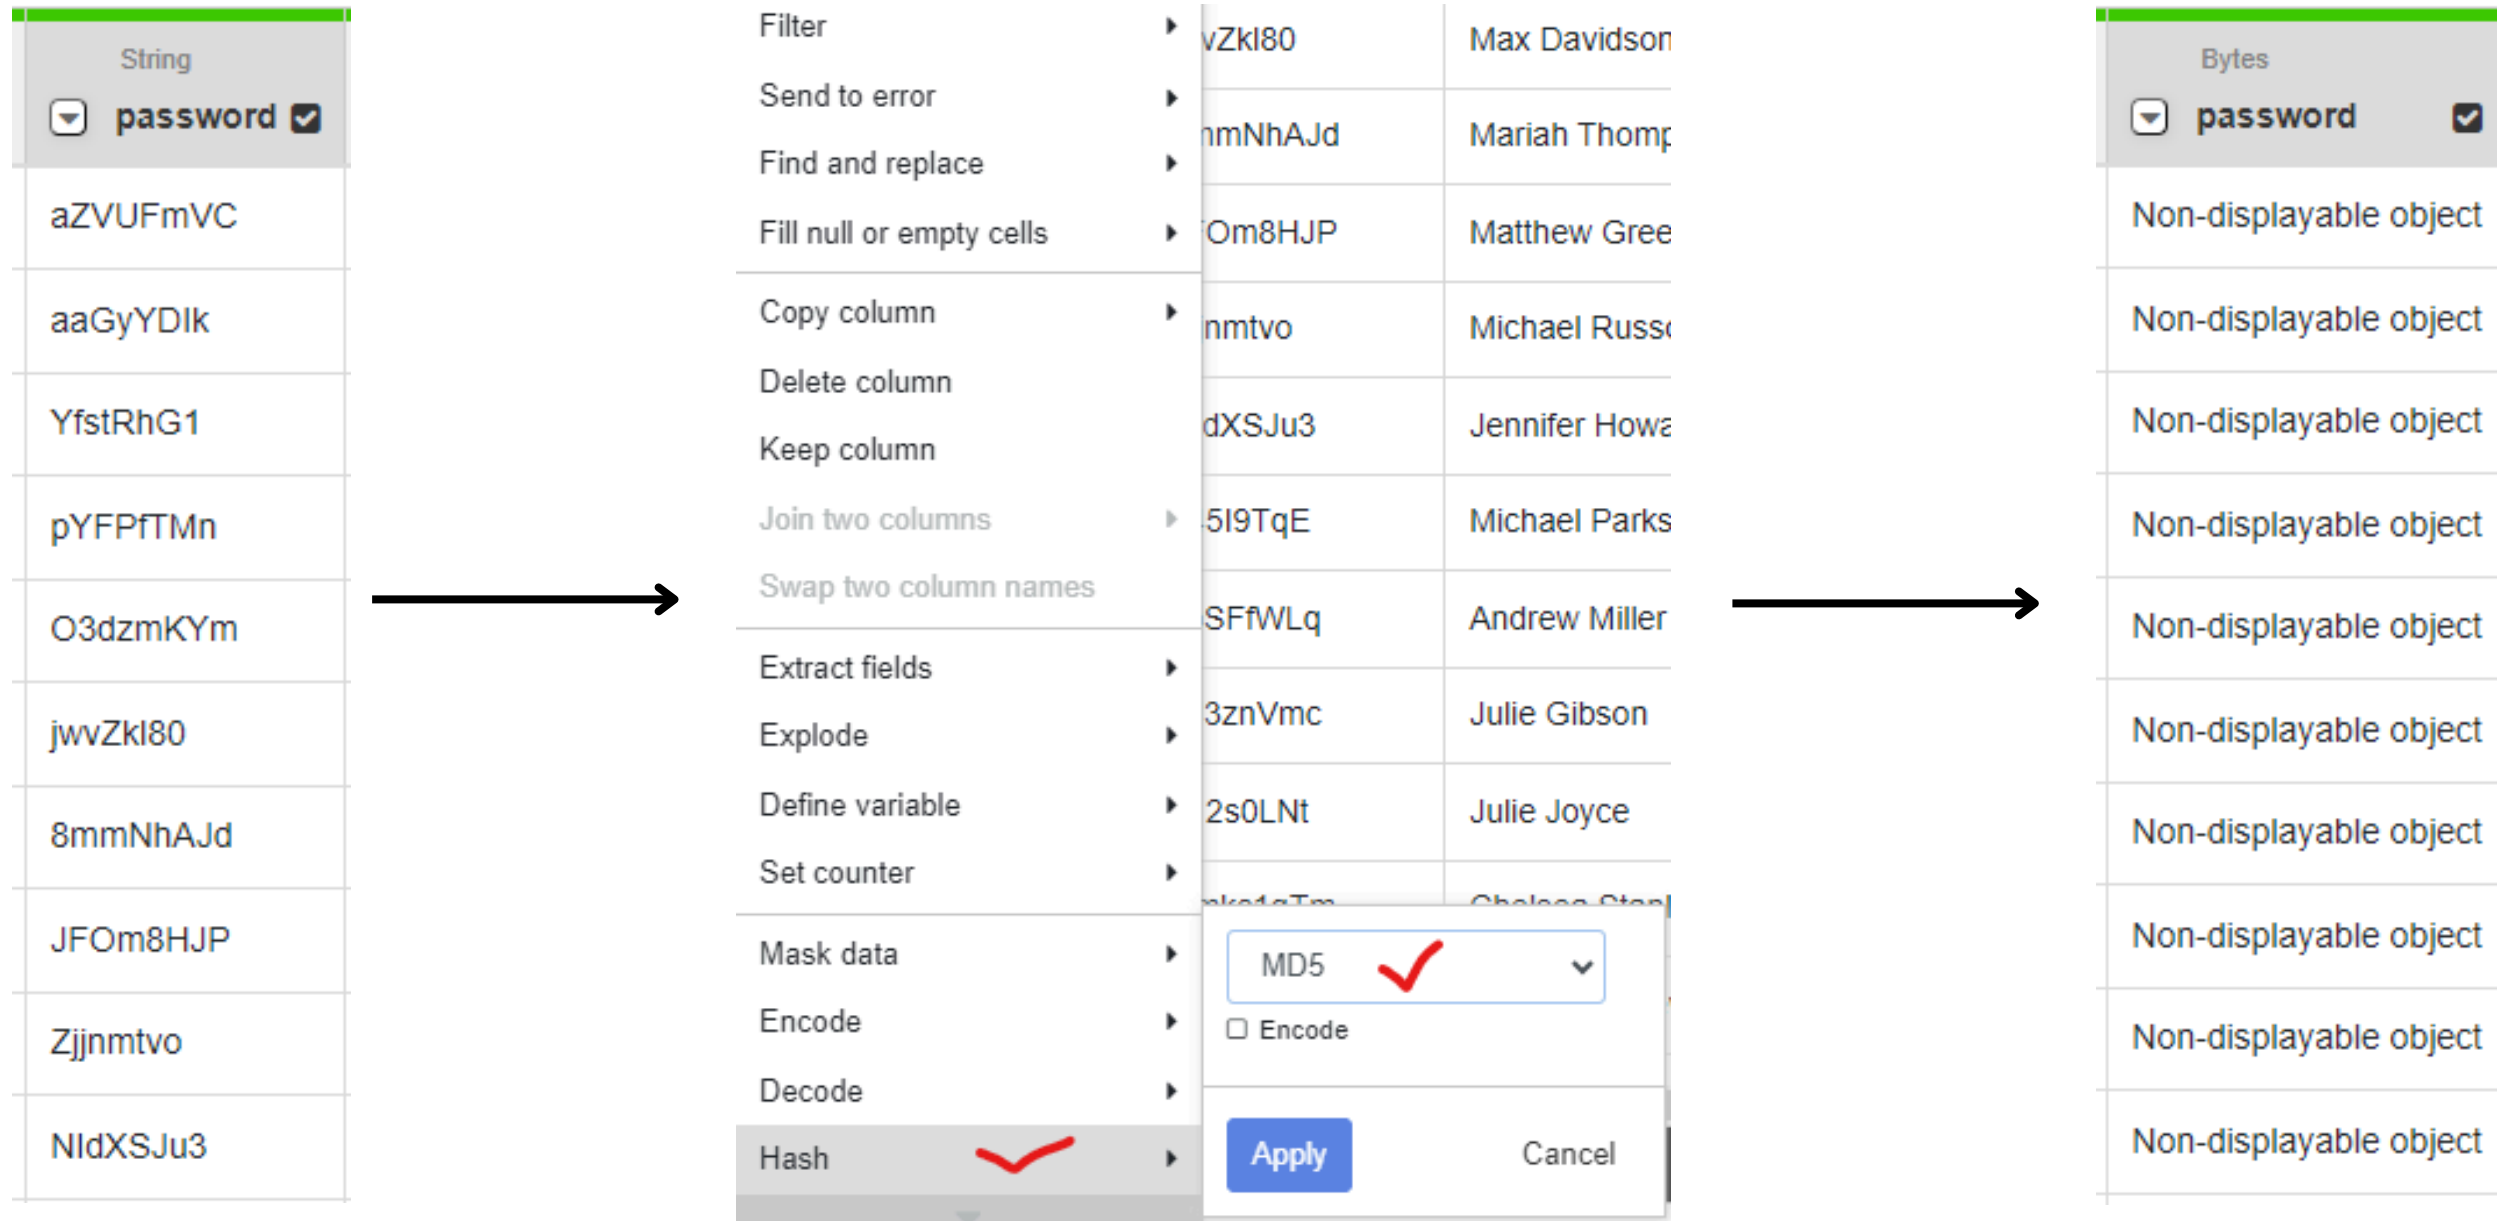 String
password
aZVUFmVC
aaGyYDIk
YfstRhG1
pYFPfTMn
O3dzmKYm
jwvZkI80
8mmNhAJd
JFOm8HJP
Zjjnmtvo
NIdXSJu3
Filter
Send to error
Find and replace
Fill null or empty cells
Copy column
Delete column
Keep column
Join two columns
Swap two column names
Extract fields
Explode
Define variable
Set counter
Mask data
Encode
Decode
Hash
vZkI80 Max Davidson
mNhAJd Mariah Thomp
Om8HJP Matthew Gree
nmtvo Michael Russo
dXSJu3 Jennifer Howa
5I9TqE Michael Parks
SFfWLq Andrew Miller
3znVmc Julie Gibson
2s0LNt Julie Joyce
MD5
Encode
Apply Cancel
Bytes
password
Non-displayable object
Non-displayable object
Non-displayable object
Non-displayable object
Non-displayable object
Non-displayable object
Non-displayable object
Non-displayable object
Non-displayable object
Non-displayable object